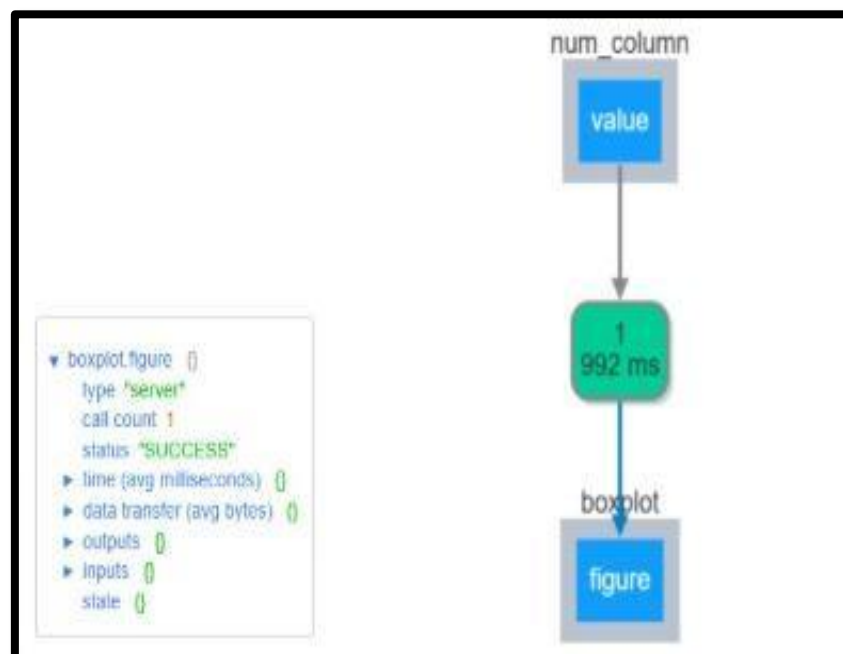 num_column
value
1
992 ms
boxplot
figure
boxplot.figure {}
type "server"
call count 1
status "SUCCESS"
time (avg milliseconds) {}
data transfer (avg bytes) {}
outputs {}
inputs {}
state {}